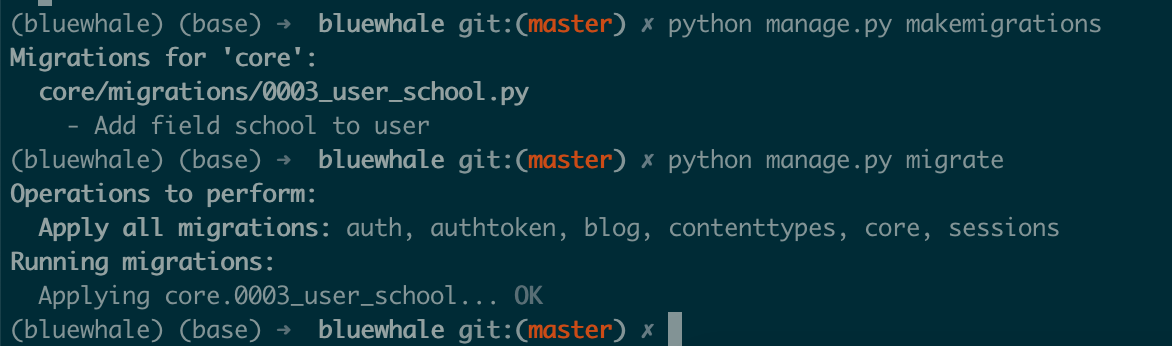 (bluewhale) (base) ➜  bluewhale git:(master) ✗ python manage.py makemigrations
Migrations for 'core':
  core/migrations/0003_user_school.py
    - Add field school to user
(bluewhale) (base) ➜  bluewhale git:(master) ✗ python manage.py migrate
Operations to perform:
  Apply all migrations: auth, authtoken, blog, contenttypes, core, sessions
Running migrations:
  Applying core.0003_user_school... OK
(bluewhale) (base) ➜  bluewhale git:(master) ✗